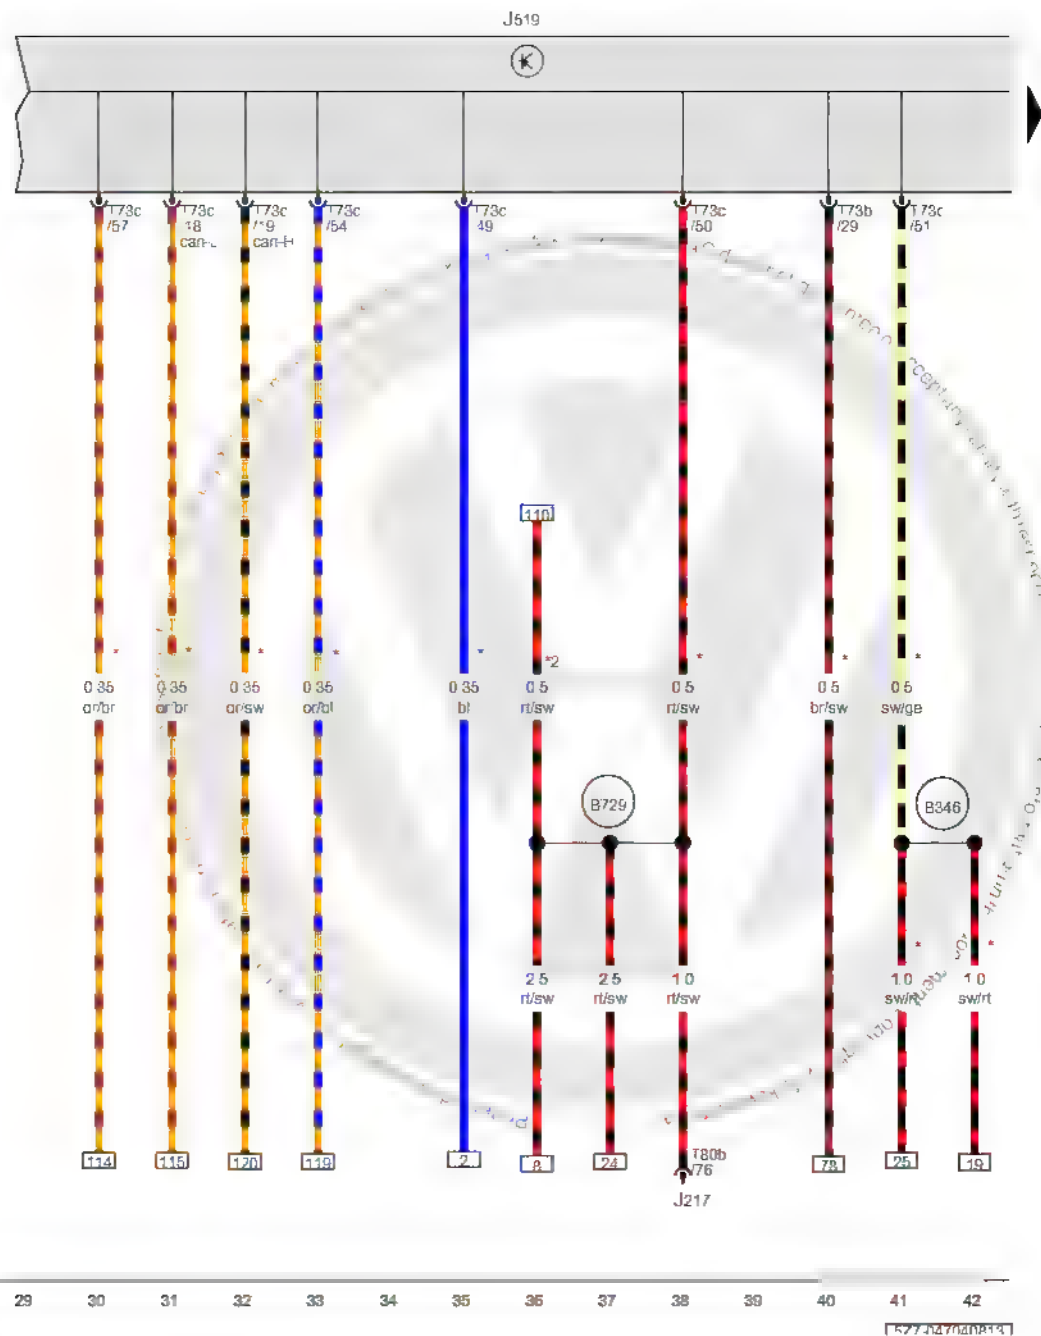 J519
K
T73c /57
T73c 18 can-L
T73c /19 can-H
T73c /54
T73c 49
T73c /50
T73b /29
T73c /51
110
* * * * * *2 * * *
0.35 0.35 0.35 0.35 0.35 0.5 0.5 0.5 0.5
or/br or/br or/sw or/bl bl rt/sw rt/sw br/sw sw/ge
B729 B346
* *
2.5 2.5 1.0 1.0 1.0
rt/sw rt/sw rt/sw sw/rt sw/rt
114 115 120 119 2 8 24 T80b /76 78 25 19
J217
29 30 31 32 33 34 35 36 37 38 39 40 41 42